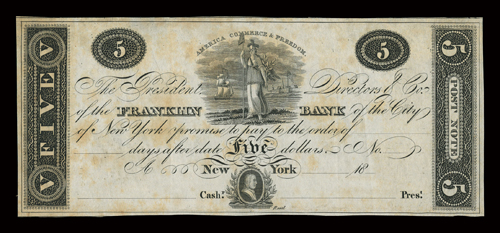 AMERICA COMMERCE & FREEDOM.
5
5
V FIVE V
5 POST NOTE 5
The President, Directors & Co.
of the FRANKLIN BANK of the City
of New York promise to pay to the order of
days after date Five dollars. No.
New York 18
Cash.r Pres.t